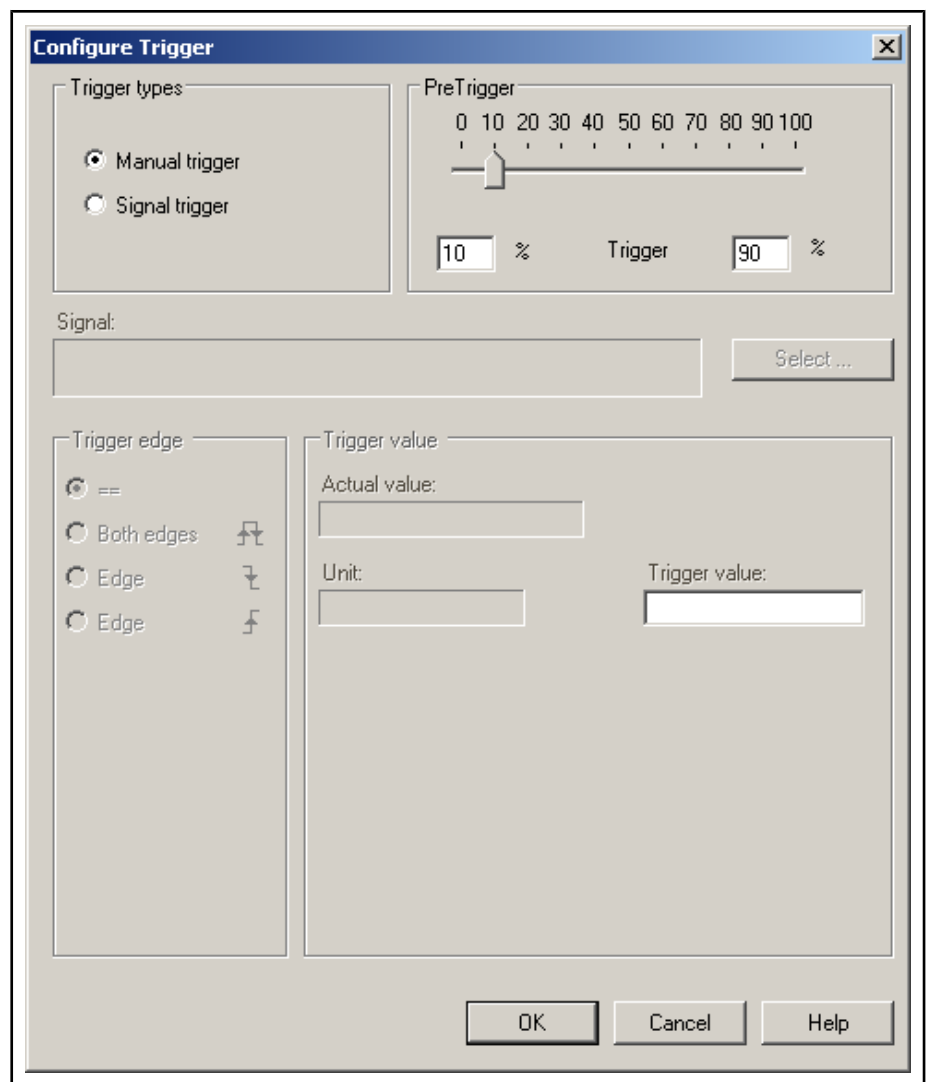 Configure Trigger
Trigger types
Manual trigger
Signal trigger
PreTrigger
0 10 20 30 40 50 60 70 80 90 100
10 % Trigger 90 %
Signal:
Select ...
Trigger edge
==
Both edges
Edge
Edge
Trigger value
Actual value:
Unit:
Trigger value:
OK Cancel Help